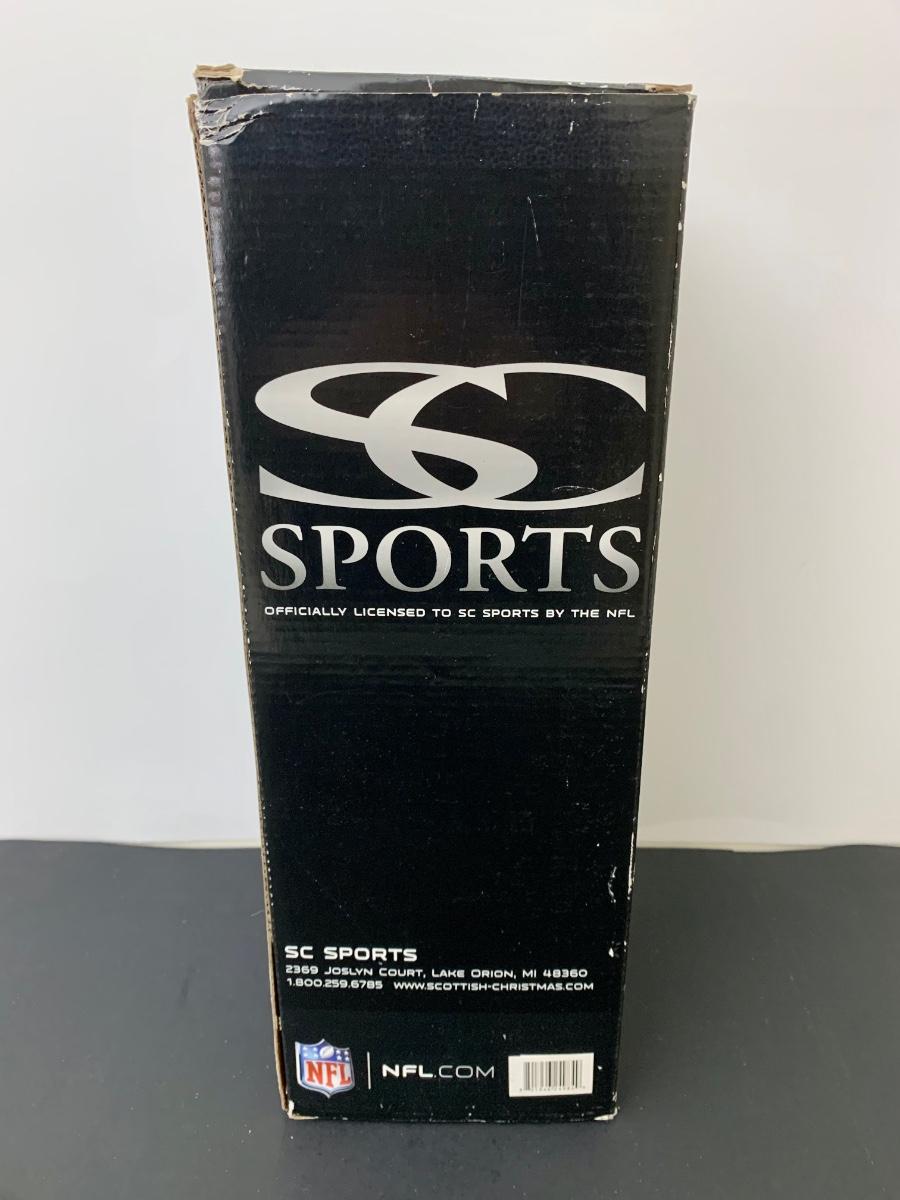 SC
SPORTS
OFFICIALLY LICENSED TO SC SPORTS BY THE NFL
SC SPORTS
2369 JOSLYN COURT, LAKE ORION, MI 48360
1.800.259.6785 WWW.SCOTTISH-CHRISTMAS.COM
NFL NFL.COM